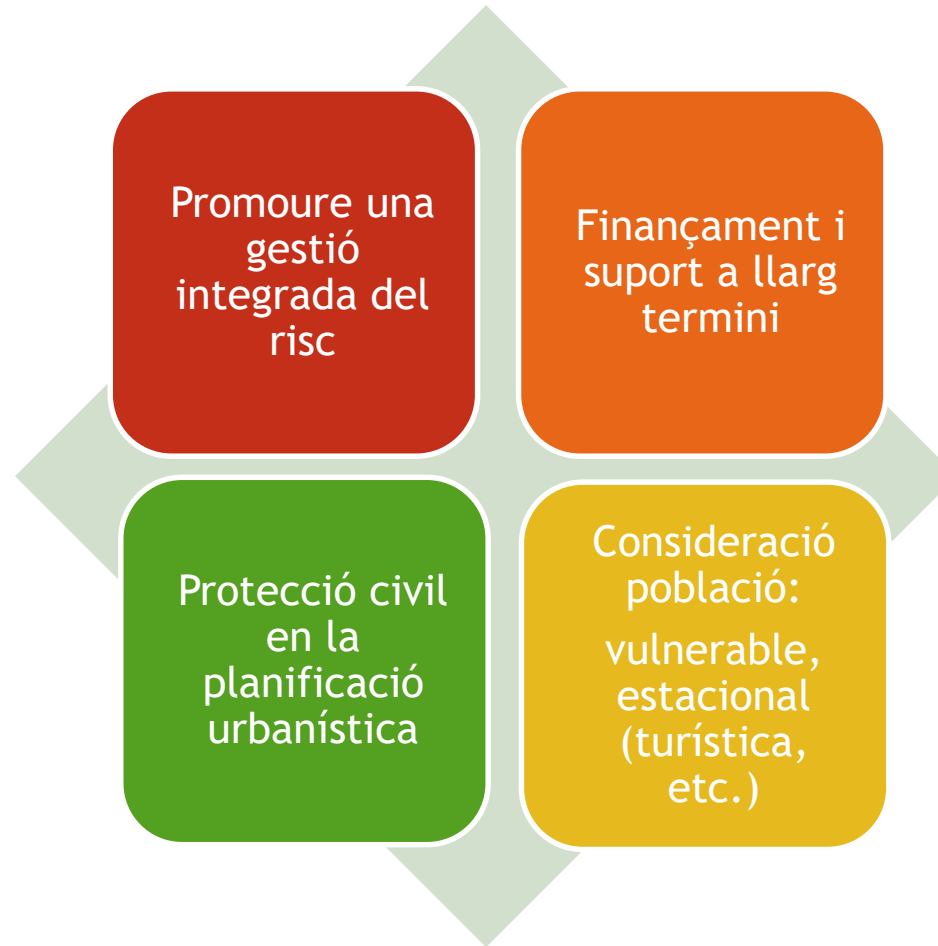 Promoure una
gestió
integrada del
risc
Finançament i
suport a llarg
termini
Protecció civil
en la
planificació
urbanística
Consideració
població:
vulnerable,
estacional
(turística,
etc.)